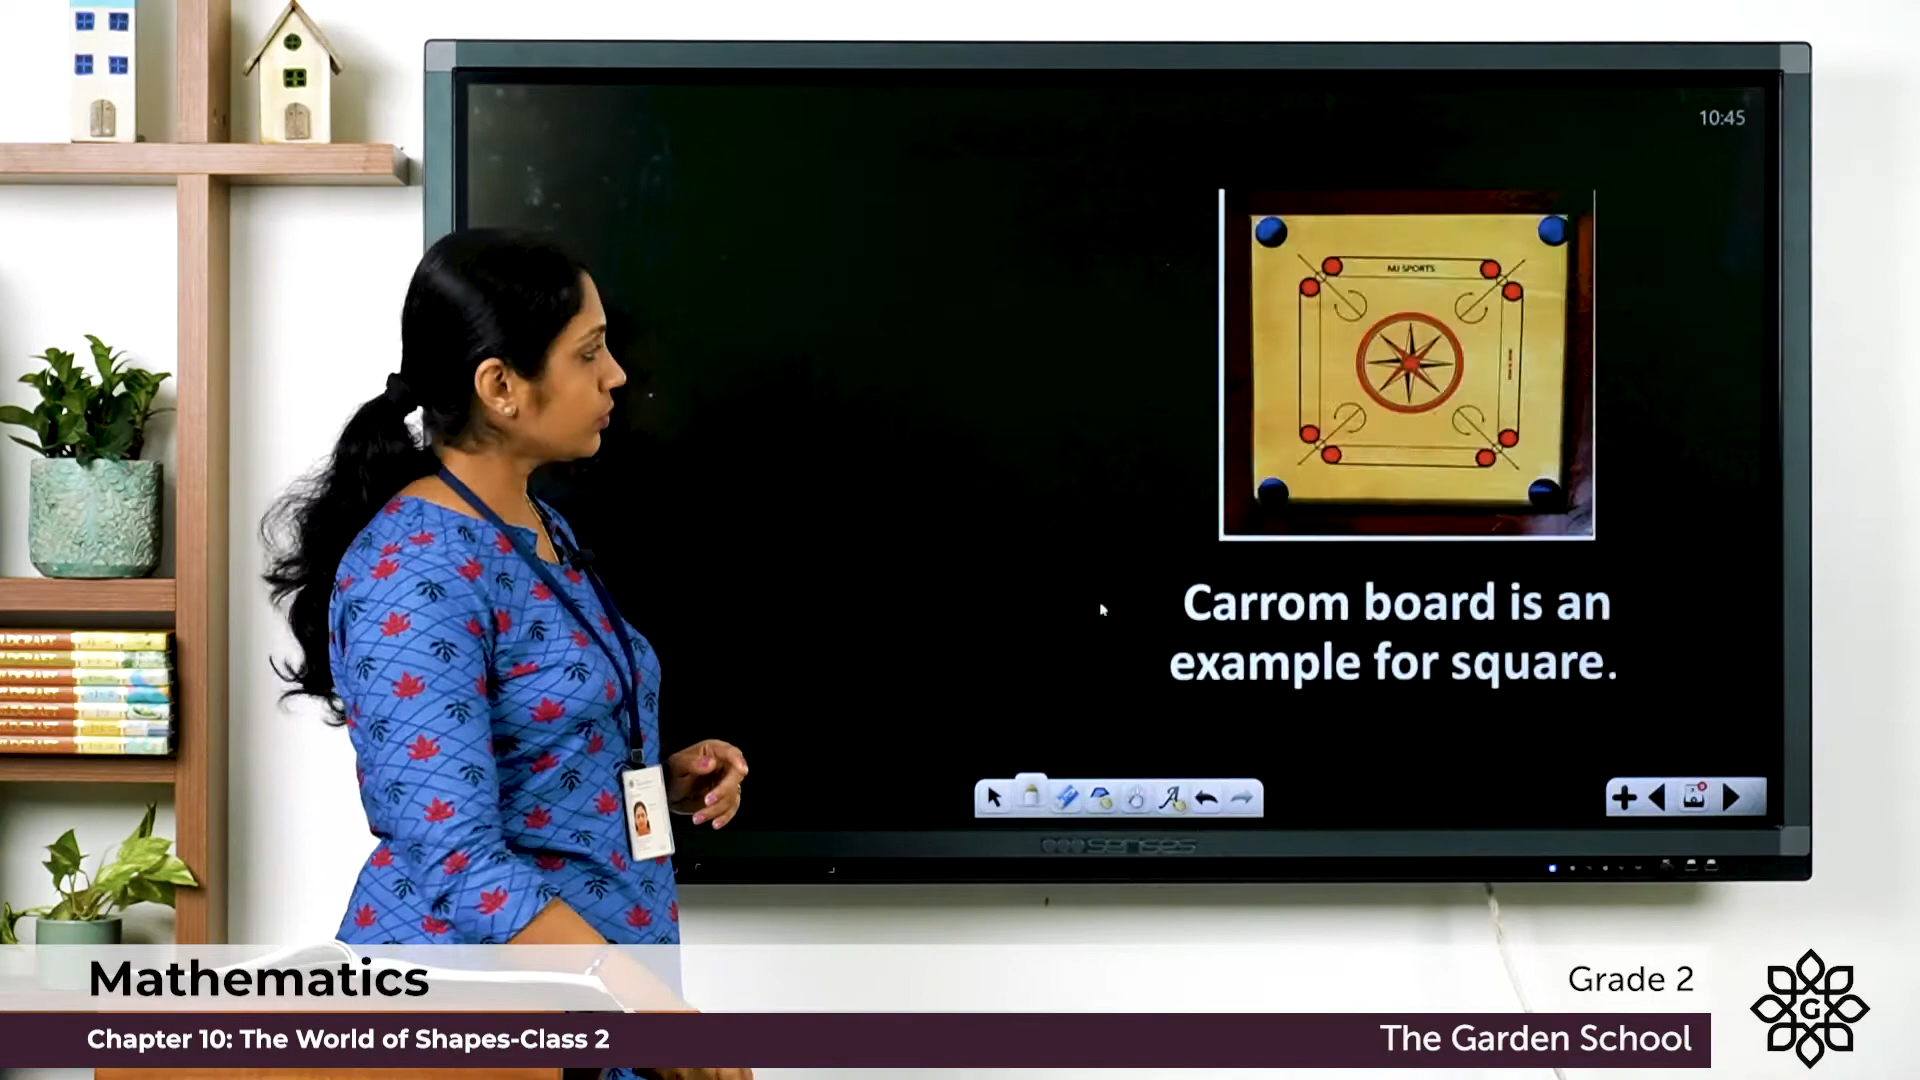 10:45
MJ SPORTS
Carrom board is an
example for square.
senses
Mathematics
Grade 2
Chapter 10: The World of Shapes-Class 2
The Garden School
G